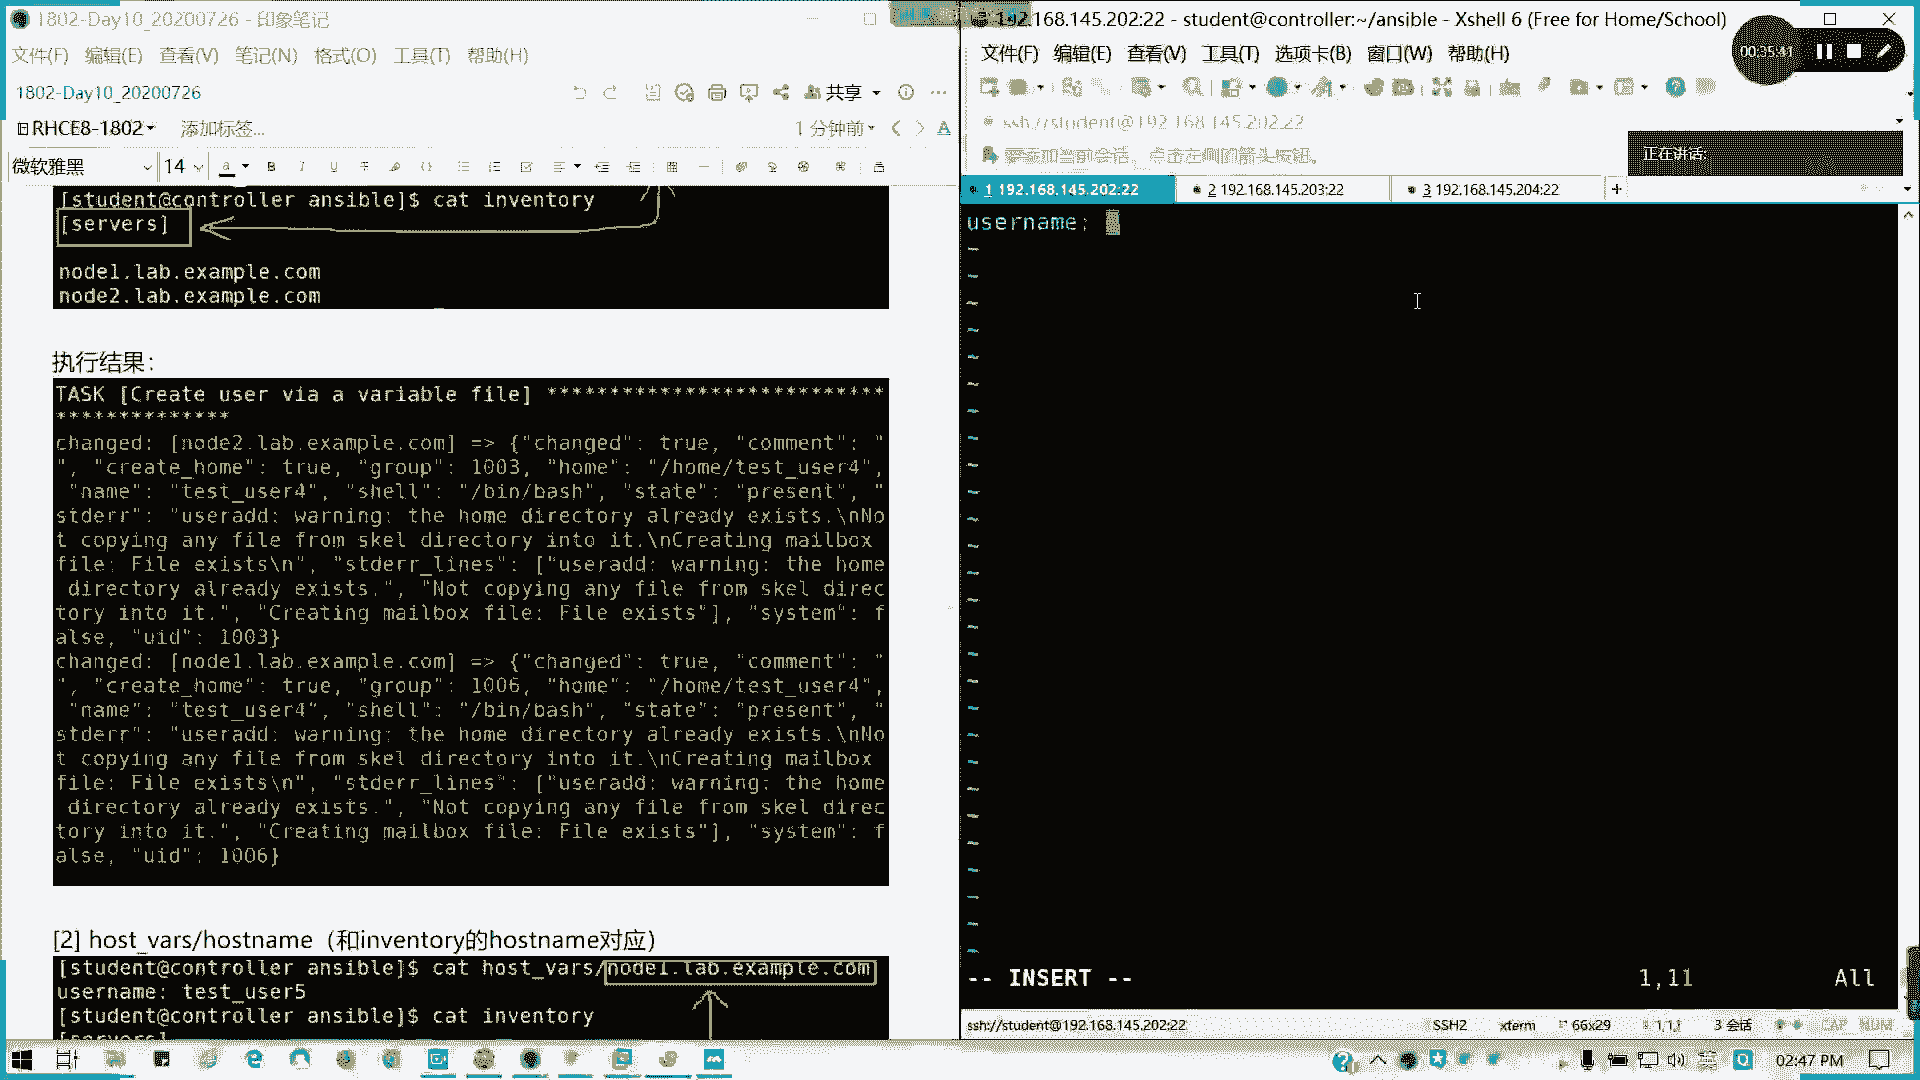 1802-Day10_20200726 - 印象笔记
文件(F) 编辑(E) 查看(V) 笔记(N) 格式(O) 工具(T) 帮助(H)
1802-Day10_20200726
共享
RHCE8-1802
添加标签...
1 分钟前
微软雅黑 14
[student@controller ansible]$ cat inventory
[servers]
node1.lab.example.com
node2.lab.example.com
执行结果：
TASK [Create user via a variable file] ***************************
**************
changed: [node2.lab.example.com] => {"changed": true, "comment": "
", "create_home": true, "group": 1003, "home": "/home/test_user4",
"name": "test_user4", "shell": "/bin/bash", "state": "present", "
stderr": "useradd: warning: the home directory already exists.\nNo
t copying any file from skel directory into it.\nCreating mailbox
file: File exists\n", "stderr_lines": ["useradd: warning: the home
directory already exists.", "Not copying any file from skel direc
tory into it.", "Creating mailbox file: File exists"], "system": f
alse, "uid": 1003}
changed: [node1.lab.example.com] => {"changed": true, "comment": "
", "create_home": true, "group": 1006, "home": "/home/test_user4",
"name": "test_user4", "shell": "/bin/bash", "state": "present", "
stderr": "useradd: warning: the home directory already exists.\nNo
t copying any file from skel directory into it.\nCreating mailbox
file: File exists\n", "stderr_lines": ["useradd: warning: the home
directory already exists.", "Not copying any file from skel direc
tory into it.", "Creating mailbox file: File exists"], "system": f
alse, "uid": 1006}
[2] host_vars/hostname（和inventory的hostname对应）
[student@controller ansible]$ cat host_vars/node1.lab.example.com
username: test_user5
[student@controller ansible]$ cat inventory
[servers]
192.168.145.202:22 - student@controller:~/ansible - Xshell 6 (Free for Home/School)
00:35:41
文件(F) 编辑(E) 查看(V) 工具(T) 选项卡(B) 窗口(W) 帮助(H)
ssh://student@192.168.145.202:22
要添加当前会话，点击左侧的箭头按钮。
正在讲话:
1 192.168.145.202:22
2 192.168.145.203:22
3 192.168.145.204:22
username:
-- INSERT --
1,11
All
ssh://student@192.168.145.202:22
SSH2
xterm
66x29
1,11
3 会话
CAP NUM
02:47 PM